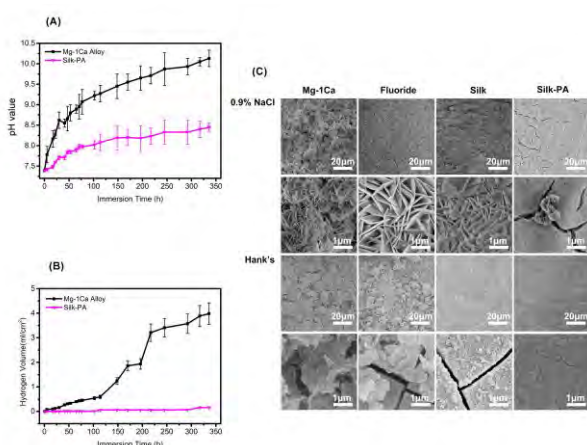 (A)
Mg-1Ca Alloy
Silk-PA
10.5
10.0
9.5
9.0
8.5
8.0
7.5
pH value
0 50 100 150 200 250 300 350
Immersion Time (h)
(B)
Mg-1Ca Alloy
Silk-PA
5
4
3
2
1
0
Hydrogen Volume(ml/cm²)
0 50 100 150 200 250 300 350
Immersion Time (h)
(C)
Mg-1Ca Fluoride Silk Silk-PA
0.9% NaCl
20μm 20μm 20μm 20μm
1μm 1μm 1μm 1μm
Hank's
20μm 20μm 20μm 20μm
1μm 1μm 1μm 1μm